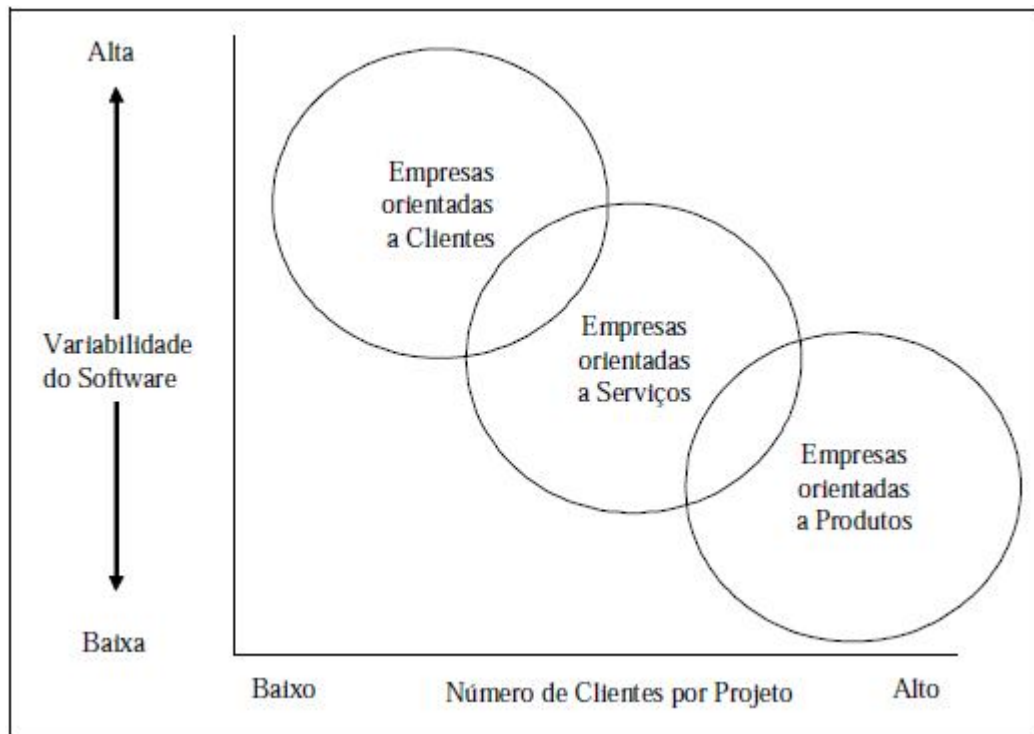 Alta
Empresas
orientadas
a Clientes
Variabilidade
do Software
Empresas
orientadas
a Serviços
Empresas
orientadas
a Produtos
Baixa
Baixo
Número de Clientes por Projeto
Alto